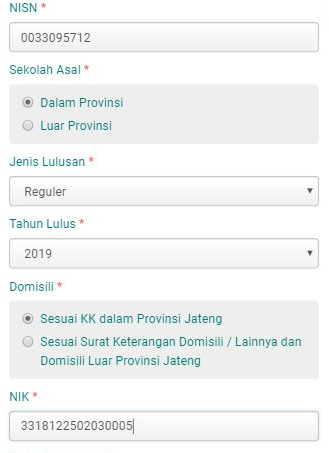 NISN *
0033095712
Sekolah Asal *
Dalam Provinsi
Luar Provinsi
Jenis Lulusan *
Reguler
Tahun Lulus *
2019
Domisili *
Sesuai KK dalam Provinsi Jateng
Sesuai Surat Keterangan Domisili / Lainnya dan
Domisili Luar Provinsi Jateng
NIK *
3318122502030005